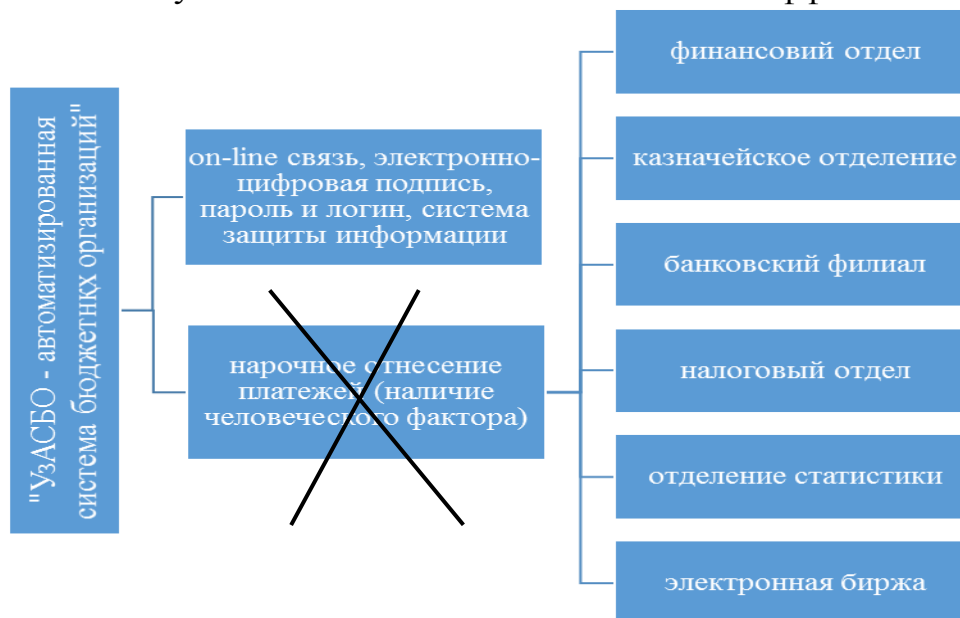 "УзАСБО - автоматизированная
система бюджетнқх организаций"
on-line связь, электронно-
цифровая подпись,
пароль и логин, система
защиты информации
нарочное отнесение
платежей (наличие
человеческого фактора)
финансовий отдел
казначейское отделение
банковский филиал
налоговый отдел
отделение статистики
электронная биржа